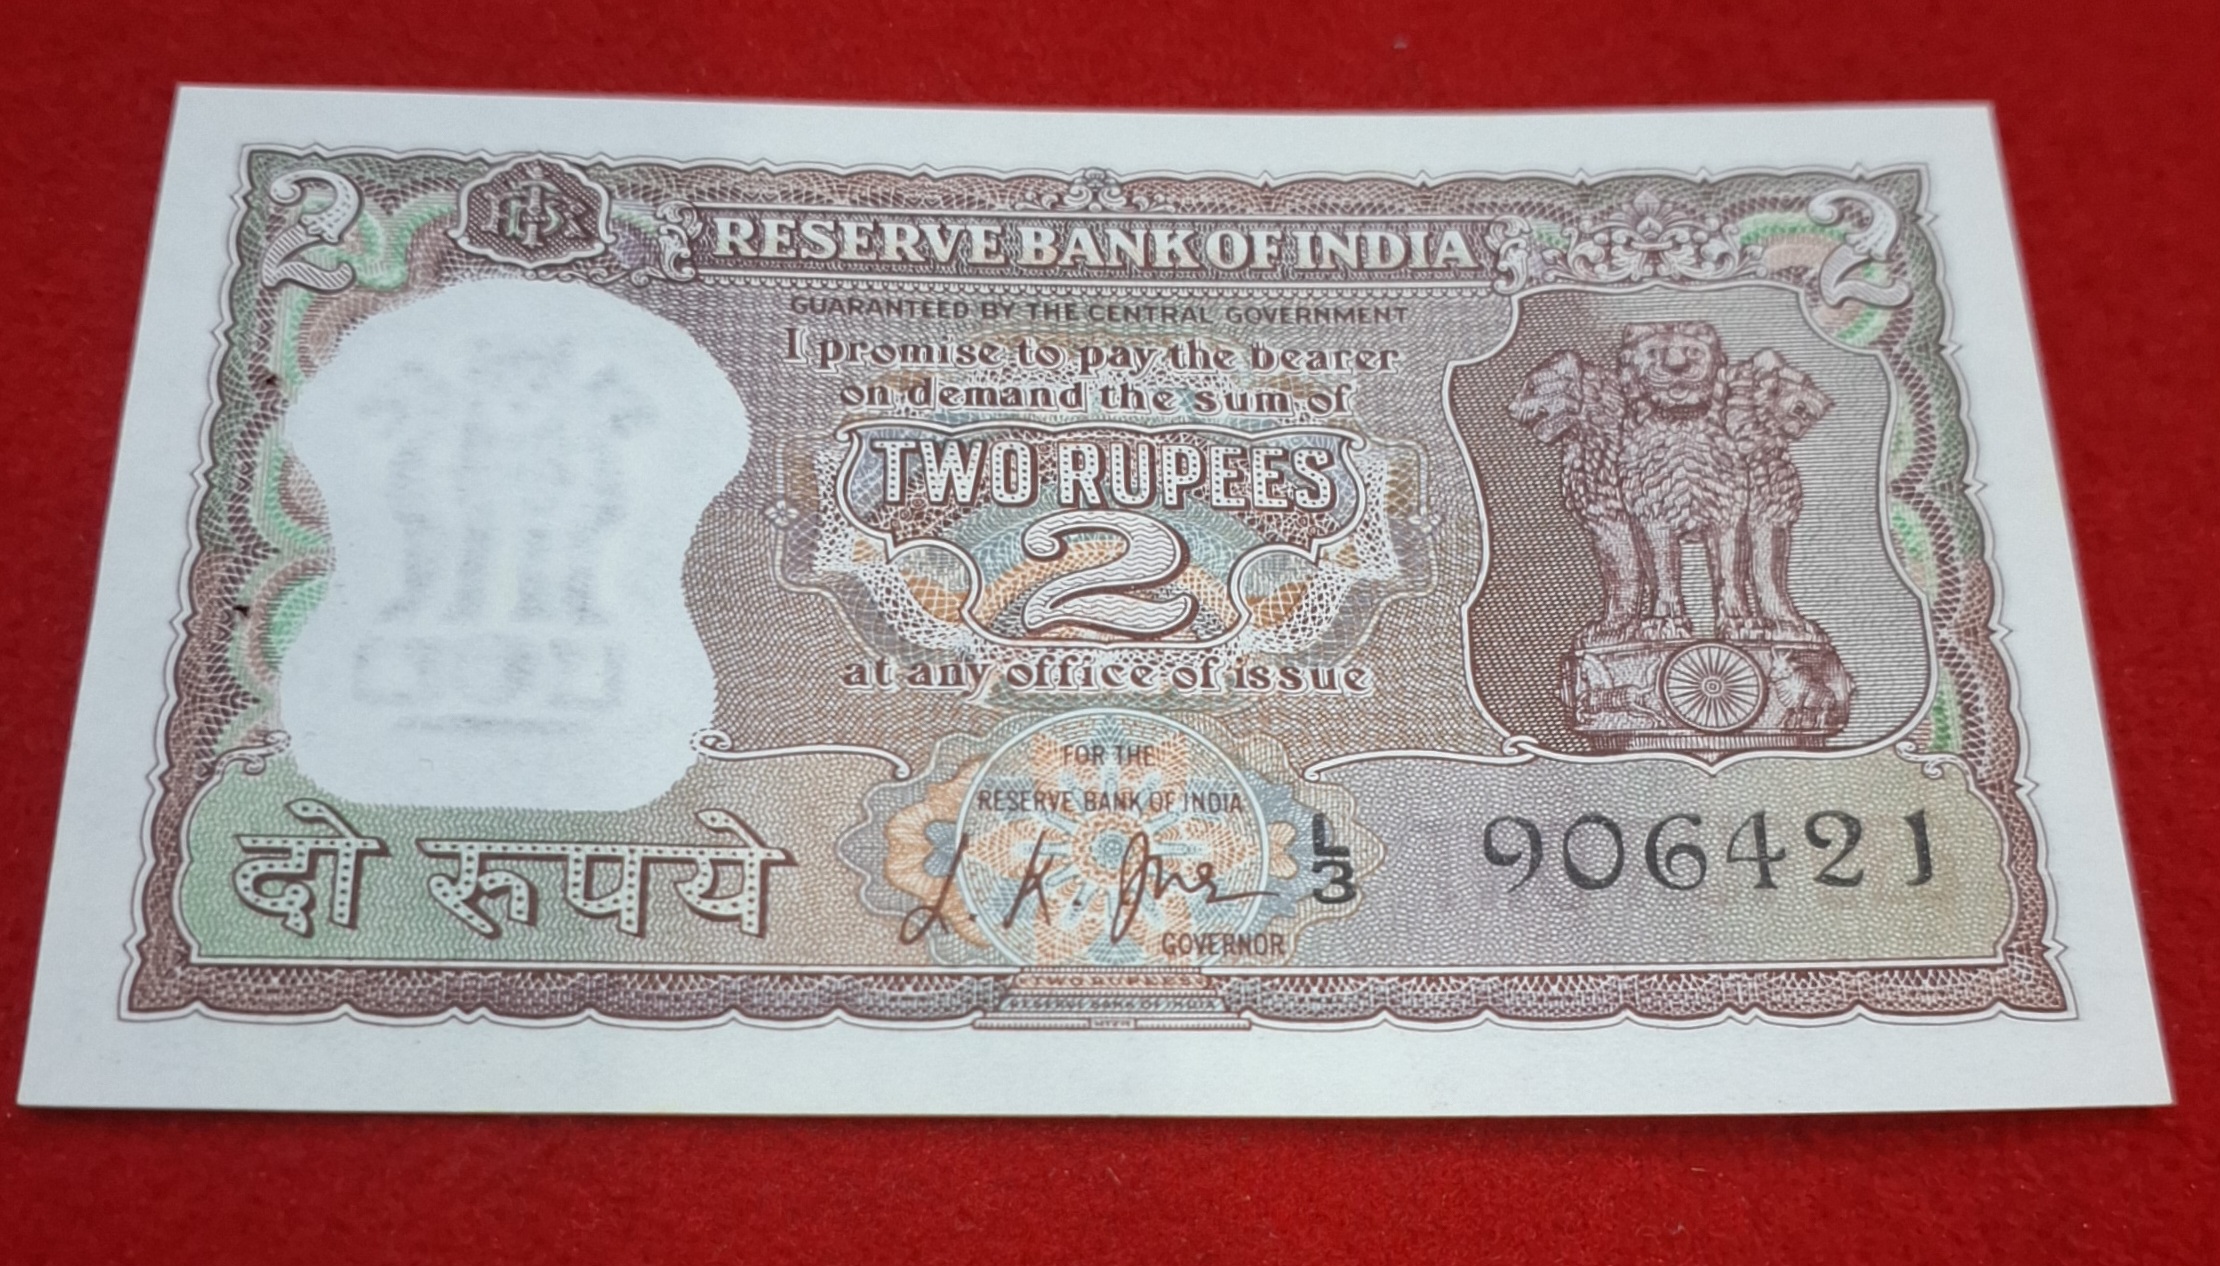 2
RESERVE BANK OF INDIA
2
GUARANTEED BY THE CENTRAL GOVERNMENT
I promise to pay the bearer
on demand the sum of
TWO RUPEES
2
at any office of issue
FOR THE
RESERVE BANK OF INDIA
L. K. Jha
GOVERNOR
दो रूपये
L
3
906421
TWO RUPEES
RESERVE BANK OF INDIA